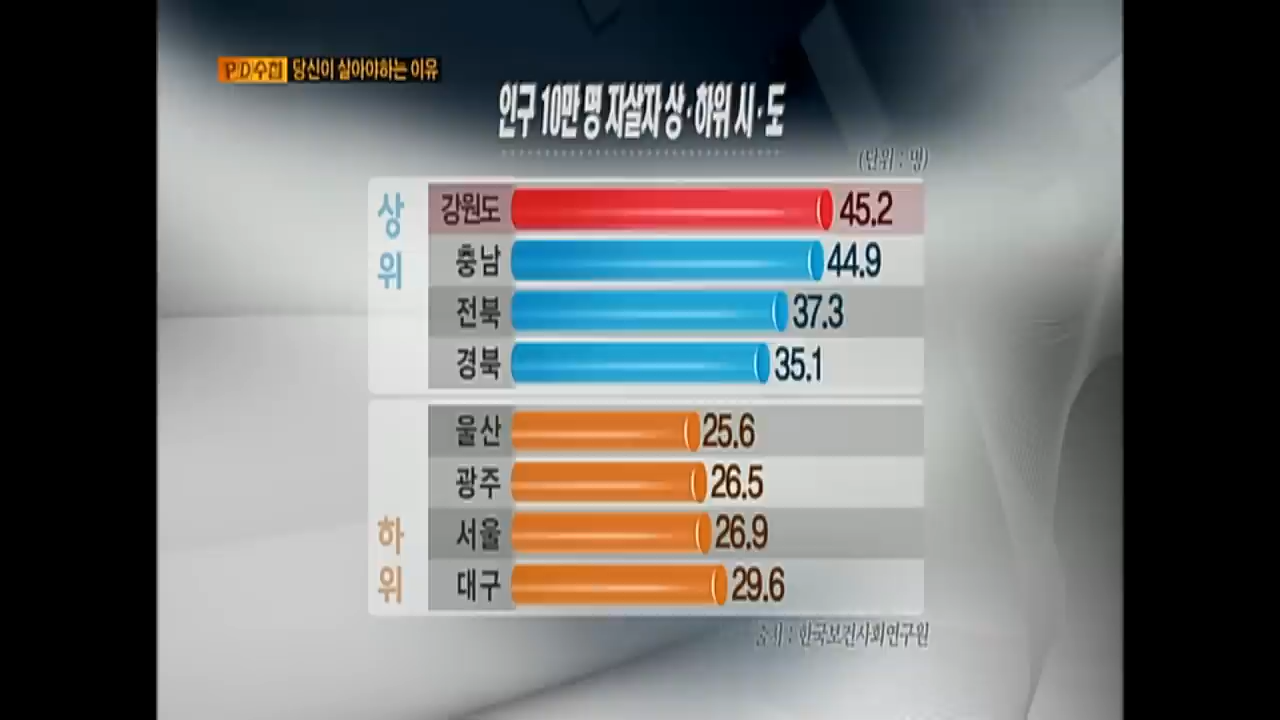 PD수첩 당신이 살아야하는 이유
인구 10만 명 자살자 상·하위 시·도
(단위 : 명)
상위
강원도 45.2
충남 44.9
전북 37.3
경북 35.1
하위
울산 25.6
광주 26.5
서울 26.9
대구 29.6
출처 : 한국보건사회연구원